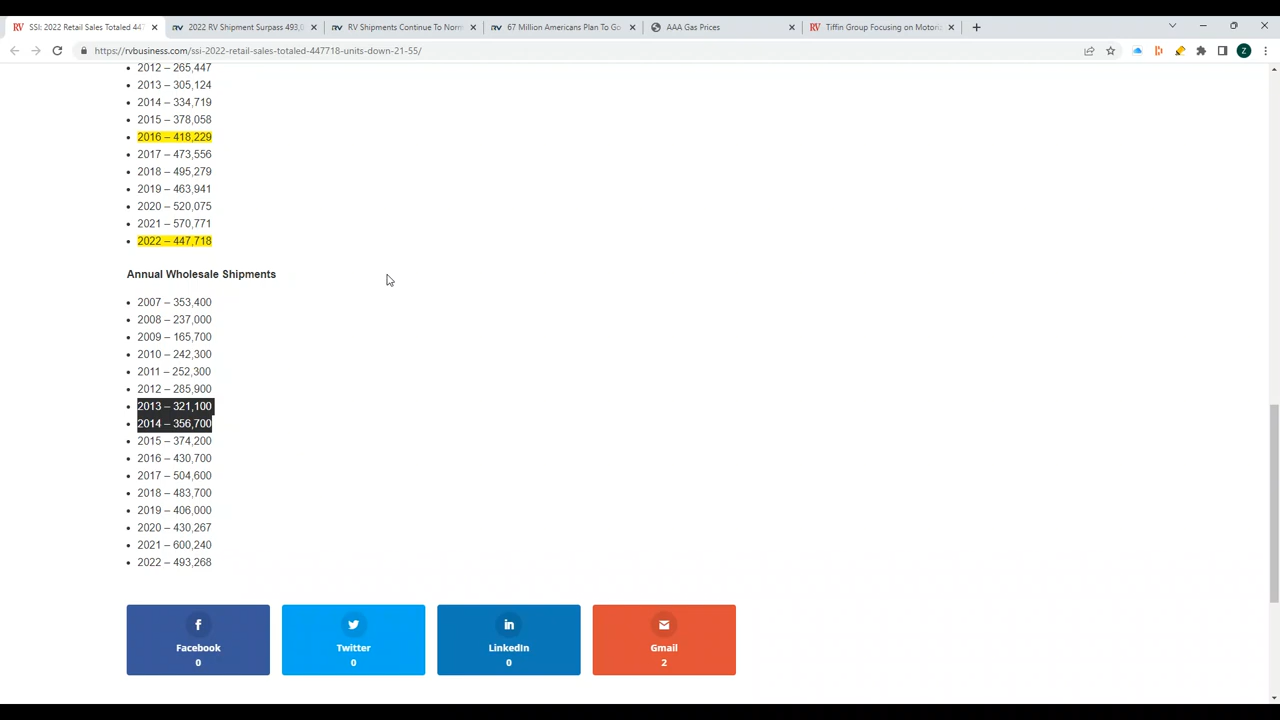 SSI: 2022 Retail Sales Totaled 447
2022 RV Shipment Surpass 493,0
RV Shipments Continue To Norm
67 Million Americans Plan To Go
AAA Gas Prices
Tiffin Group Focusing on Motori
https://rvbusiness.com/ssi-2022-retail-sales-totaled-447718-units-down-21-55/
Z
2012 – 265,447
2013 – 305,124
2014 – 334,719
2015 – 378,058
2016 – 418,229
2017 – 473,556
2018 – 495,279
2019 – 463,941
2020 – 520,075
2021 – 570,771
2022 – 447,718
Annual Wholesale Shipments
2007 – 353,400
2008 – 237,000
2009 – 165,700
2010 – 242,300
2011 – 252,300
2012 – 285,900
2013 – 321,100
2014 – 356,700
2015 – 374,200
2016 – 430,700
2017 – 504,600
2018 – 483,700
2019 – 406,000
2020 – 430,267
2021 – 600,240
2022 – 493,268
Facebook
0
Twitter
0
LinkedIn
0
Gmail
2